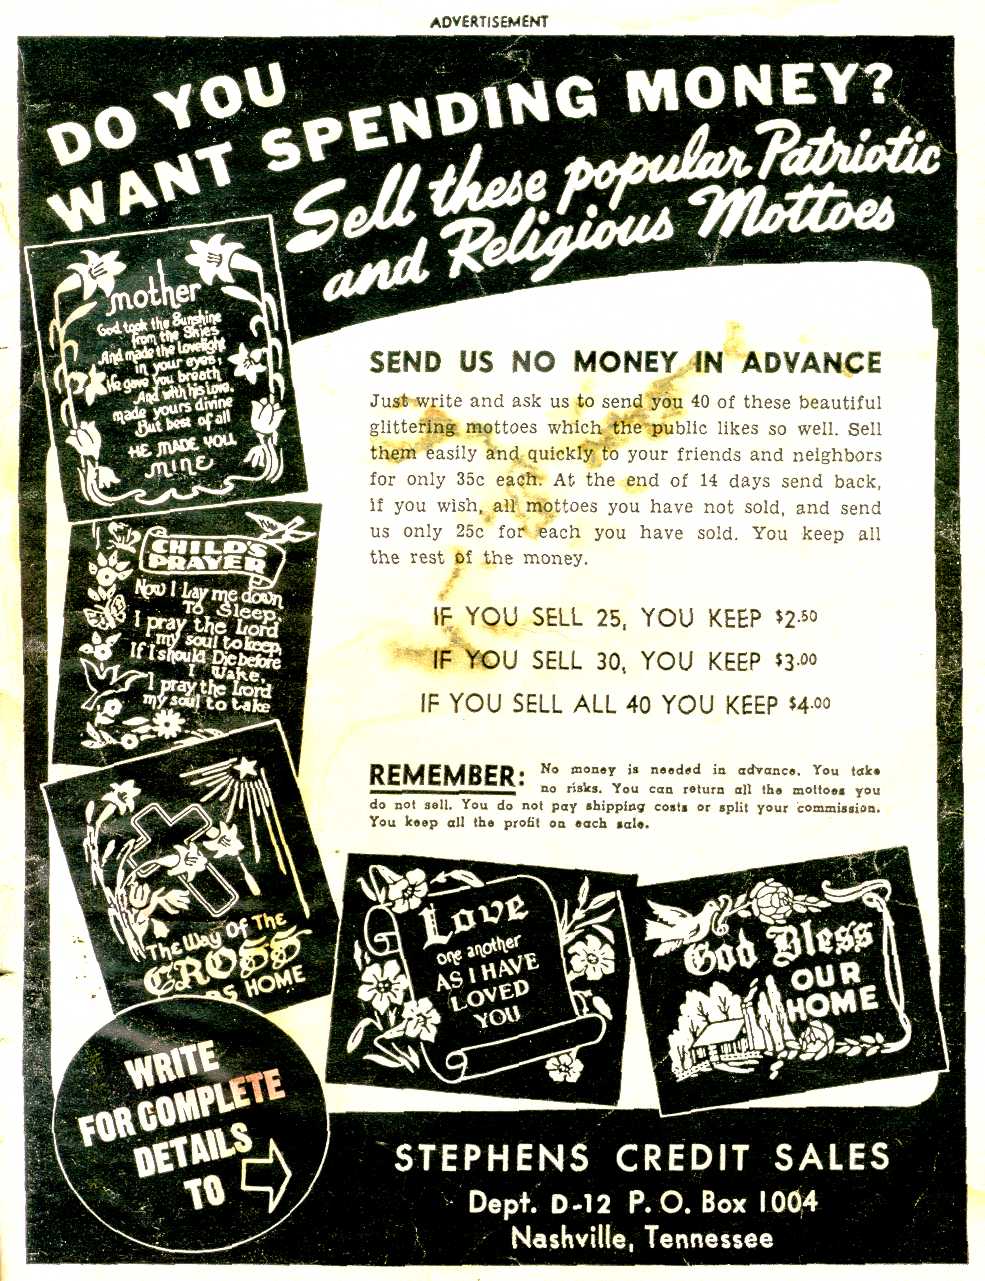 ADVERTISEMENT
DO YOU
WANT SPENDING MONEY?
Sell these popular Patriotic
and Religious Mottoes
mother
God took the Sunshine
from the Skies
And made the Lovelight
in your eyes;
He gave you breath
And with his Love,
made yours divine
But best of all
HE MADE YOU
MINE
CHILD'S
PRAYER
Now I Lay me down
To Sleep,
I pray the Lord
my soul to keep,
If I should Die before
I Wake,
I pray the Lord
my soul to take
The Way Of The
CROSS
HOME
SEND US NO MONEY IN ADVANCE
Just write and ask us to send you 40 of these beautiful
glittering mottoes which the public likes so well. Sell
them easily and quickly to your friends and neighbors
for only 35c each. At the end of 14 days send back,
if you wish, all mottoes you have not sold, and send
us only 25c for each you have sold. You keep all
the rest of the money.
IF YOU SELL 25, YOU KEEP $2.50
IF YOU SELL 30, YOU KEEP $3.00
IF YOU SELL ALL 40 YOU KEEP $4.00
REMEMBER: No money is needed in advance. You take
no risks. You can return all the mottoes you
do not sell. You do not pay shipping costs or split your commission.
You keep all the profit on each sale.
Love
one another
AS I HAVE
LOVED
YOU
God Bless
OUR
HOME
WRITE
FOR COMPLETE
DETAILS
TO
STEPHENS CREDIT SALES
Dept. D-12 P. O. Box 1004
Nashville, Tennessee